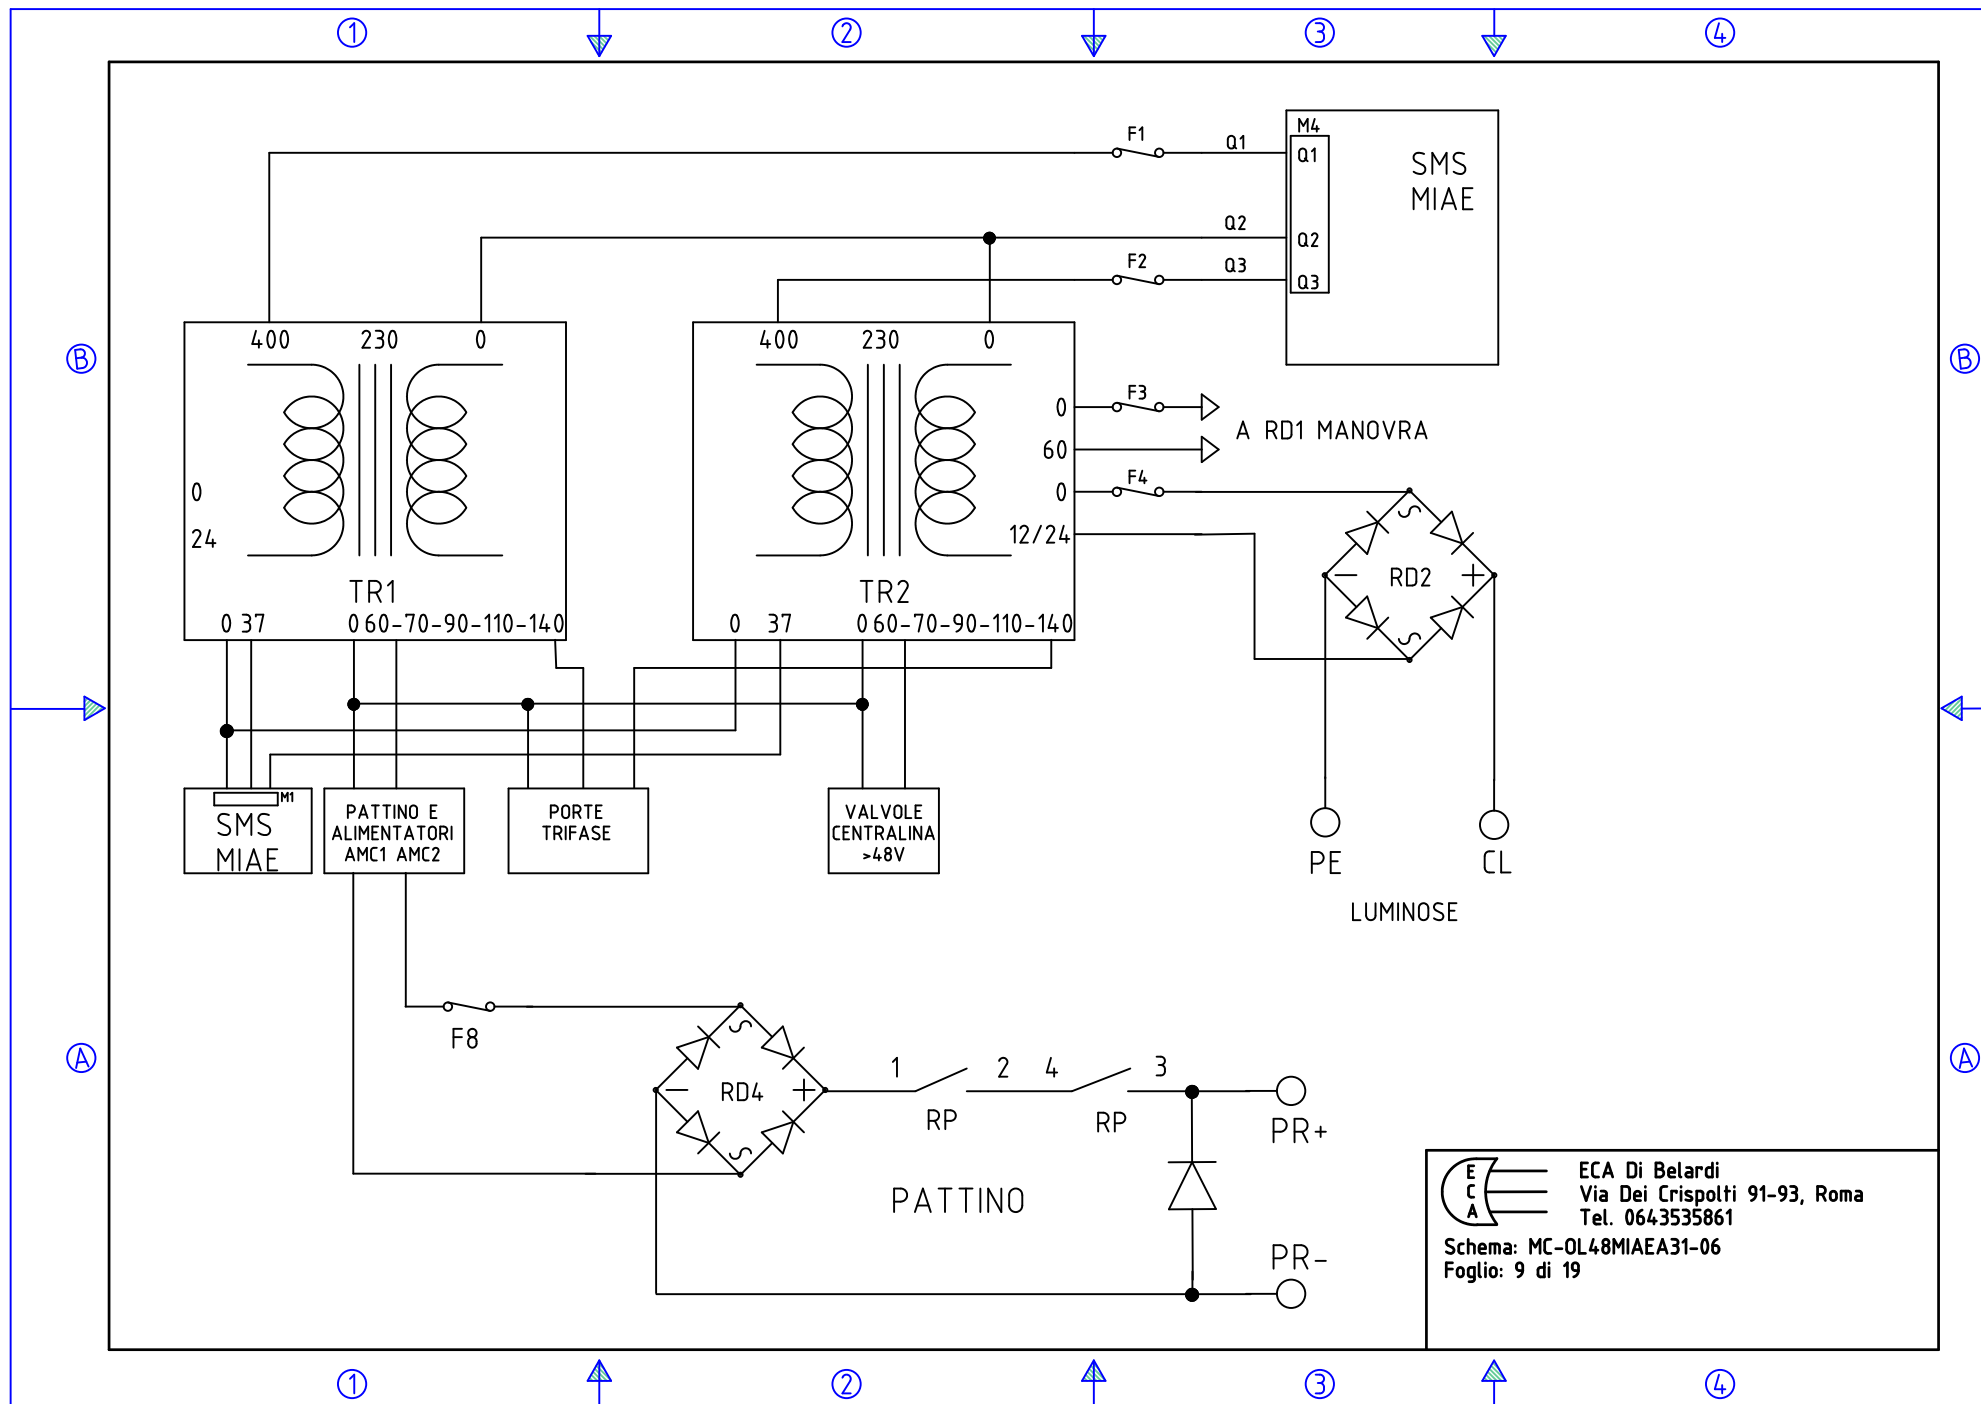 1 2 3 4
F1 Q1 M4
Q1 SMS
MIAE
Q2
Q2
F2 Q3
Q3
400 230 0
400 230 0
B B
F3
0
A RD1 MANOVRA
60
F4
0 0
24 12/24
S
- RD2 +
S
TR1 TR2
0 37 0 60-70-90-110-140
0 37 0 60-70-90-110-140
M1
SMS
MIAE
PATTINO E
ALIMENTATORI
AMC1 AMC2
PORTE
TRIFASE
VALVOLE
CENTRALINA
>48V
PE CL
LUMINOSE
F8
A A
S
- RD4 +
S
1 2 4 3
RP RP
PR+
PATTINO
PR-
E
C
A
ECA Di Belardi
Via Dei Crispolti 91-93, Roma
Tel. 0643535861
Schema: MC-OL48MIAEA31-06
Foglio: 9 di 19
1 2 3 4